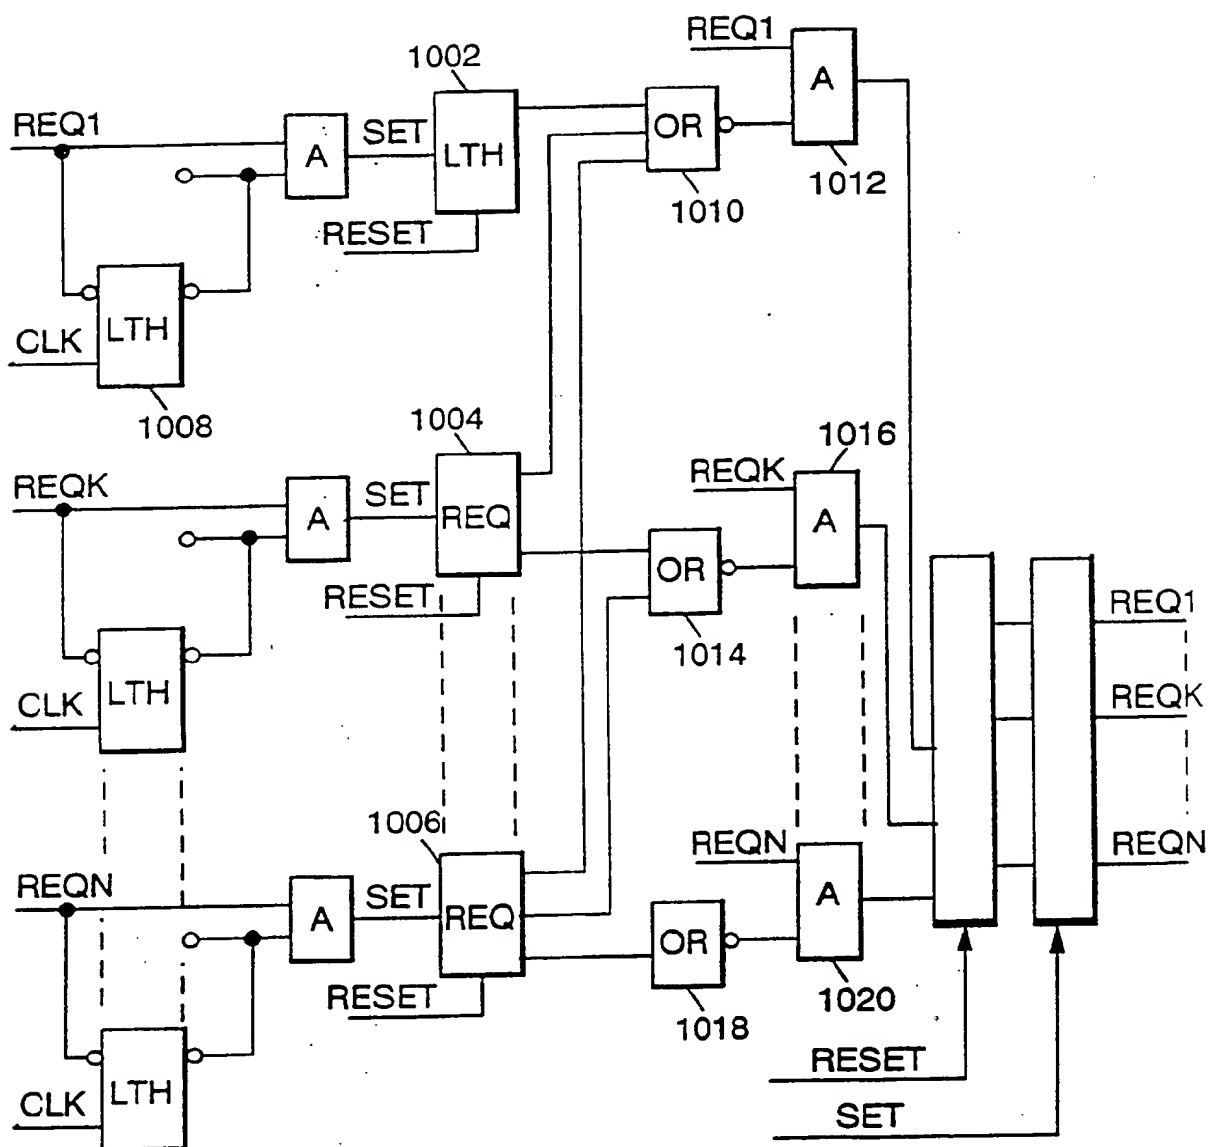 REQ1
1002
REQ1
A
SET
LTH
OR
A
1012
1010
RESET
LTH
CLK
1008
1004
1016
REQK
A
SET
REQ
REQK
A
OR
RESET
1014
REQ1
LTH
CLK
REQK
1006
REQN
REQN
REQN
A
SET
REQ
OR
A
RESET
1018
1020
LTH
CLK
RESET
SET